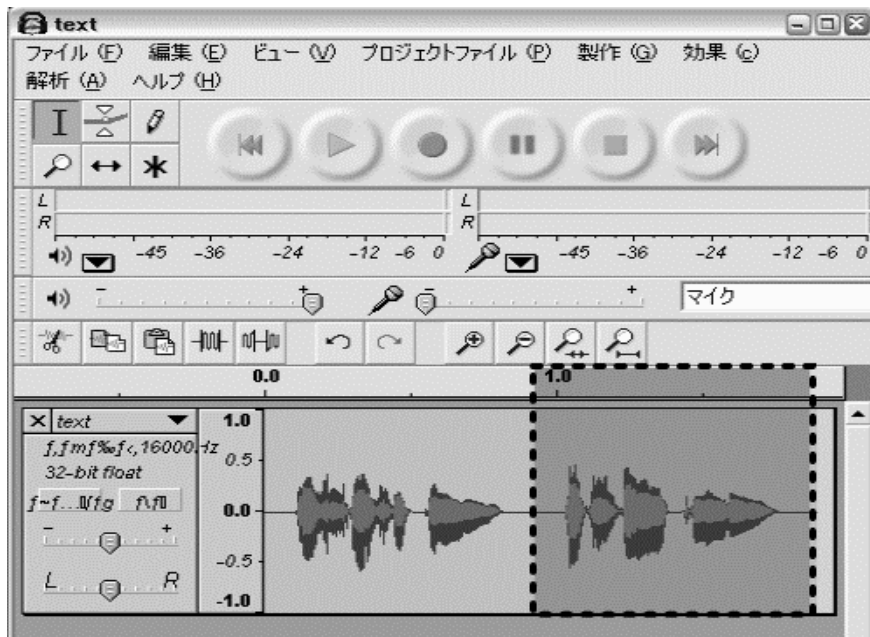 text
ファイル (F) 編集 (E) ビュー (V) プロジェクトファイル (P) 製作 (G) 効果 (c)
解析 (A) ヘルプ (H)
L
R
-45 -36 -24 -12 -6 0
L
R
-45 -36 -24 -12 -6 0
- +
- +
マイク
0.0 1.0
text
16000Hz
32-bit float
- +
L R
1.0
0.5
0.0
-0.5
-1.0